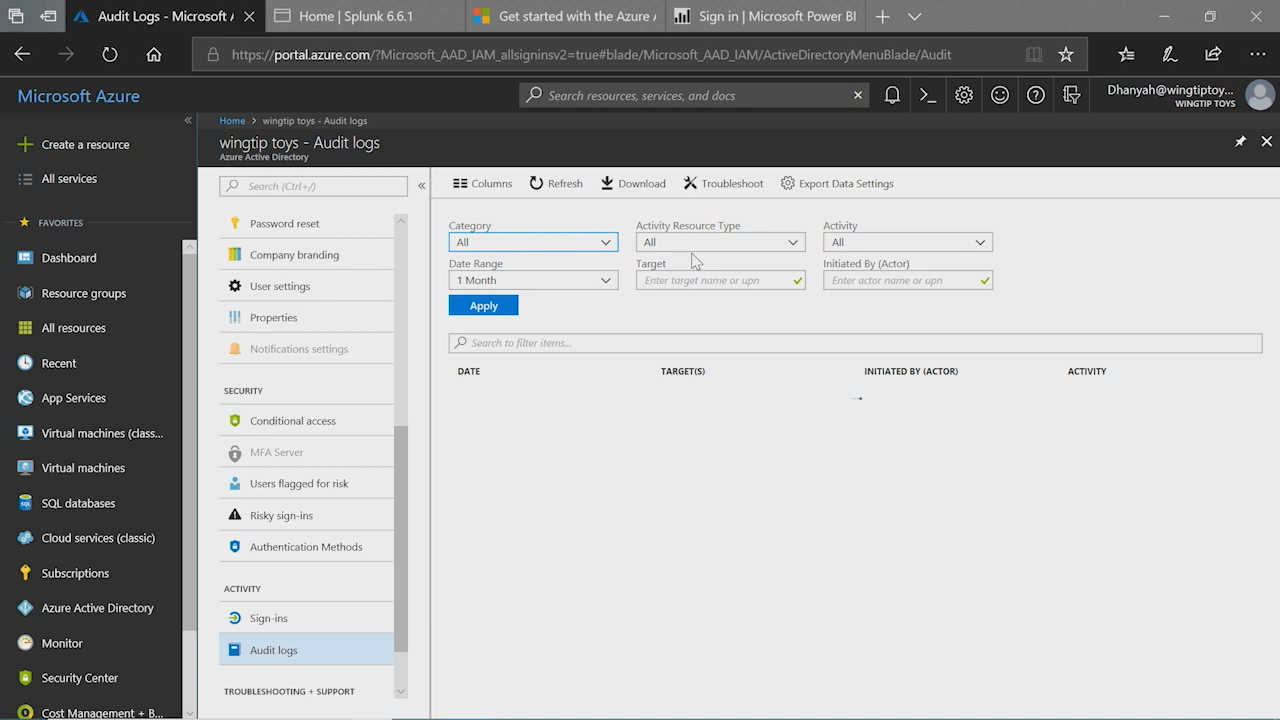 Audit Logs - Microsoft A
Home | Splunk 6.6.1
Get started with the Azure A
Sign in | Microsoft Power BI
https://portal.azure.com/?Microsoft_AAD_IAM_allsigninsv2=true#blade/Microsoft_AAD_IAM/ActiveDirectoryMenuBlade/Audit
Microsoft Azure
Search resources, services, and docs
Dhanyah@wingtiptoy...
WINGTIP TOYS
Create a resource
All services
FAVORITES
Dashboard
Resource groups
All resources
Recent
App Services
Virtual machines (class...
Virtual machines
SQL databases
Cloud services (classic)
Subscriptions
Azure Active Directory
Monitor
Security Center
Cost Management + B...
Home > wingtip toys - Audit logs
wingtip toys - Audit logs
Azure Active Directory
Search (Ctrl+/)
Password reset
Company branding
User settings
Properties
Notifications settings
SECURITY
Conditional access
MFA Server
Users flagged for risk
Risky sign-ins
Authentication Methods
ACTIVITY
Sign-ins
Audit logs
TROUBLESHOOTING + SUPPORT
Columns Refresh Download Troubleshoot Export Data Settings
Category Activity Resource Type Activity
All All All
Date Range Target Initiated By (Actor)
1 Month Enter target name or upn Enter actor name or upn
Apply
Search to filter items...
DATE TARGET(S) INITIATED BY (ACTOR) ACTIVITY